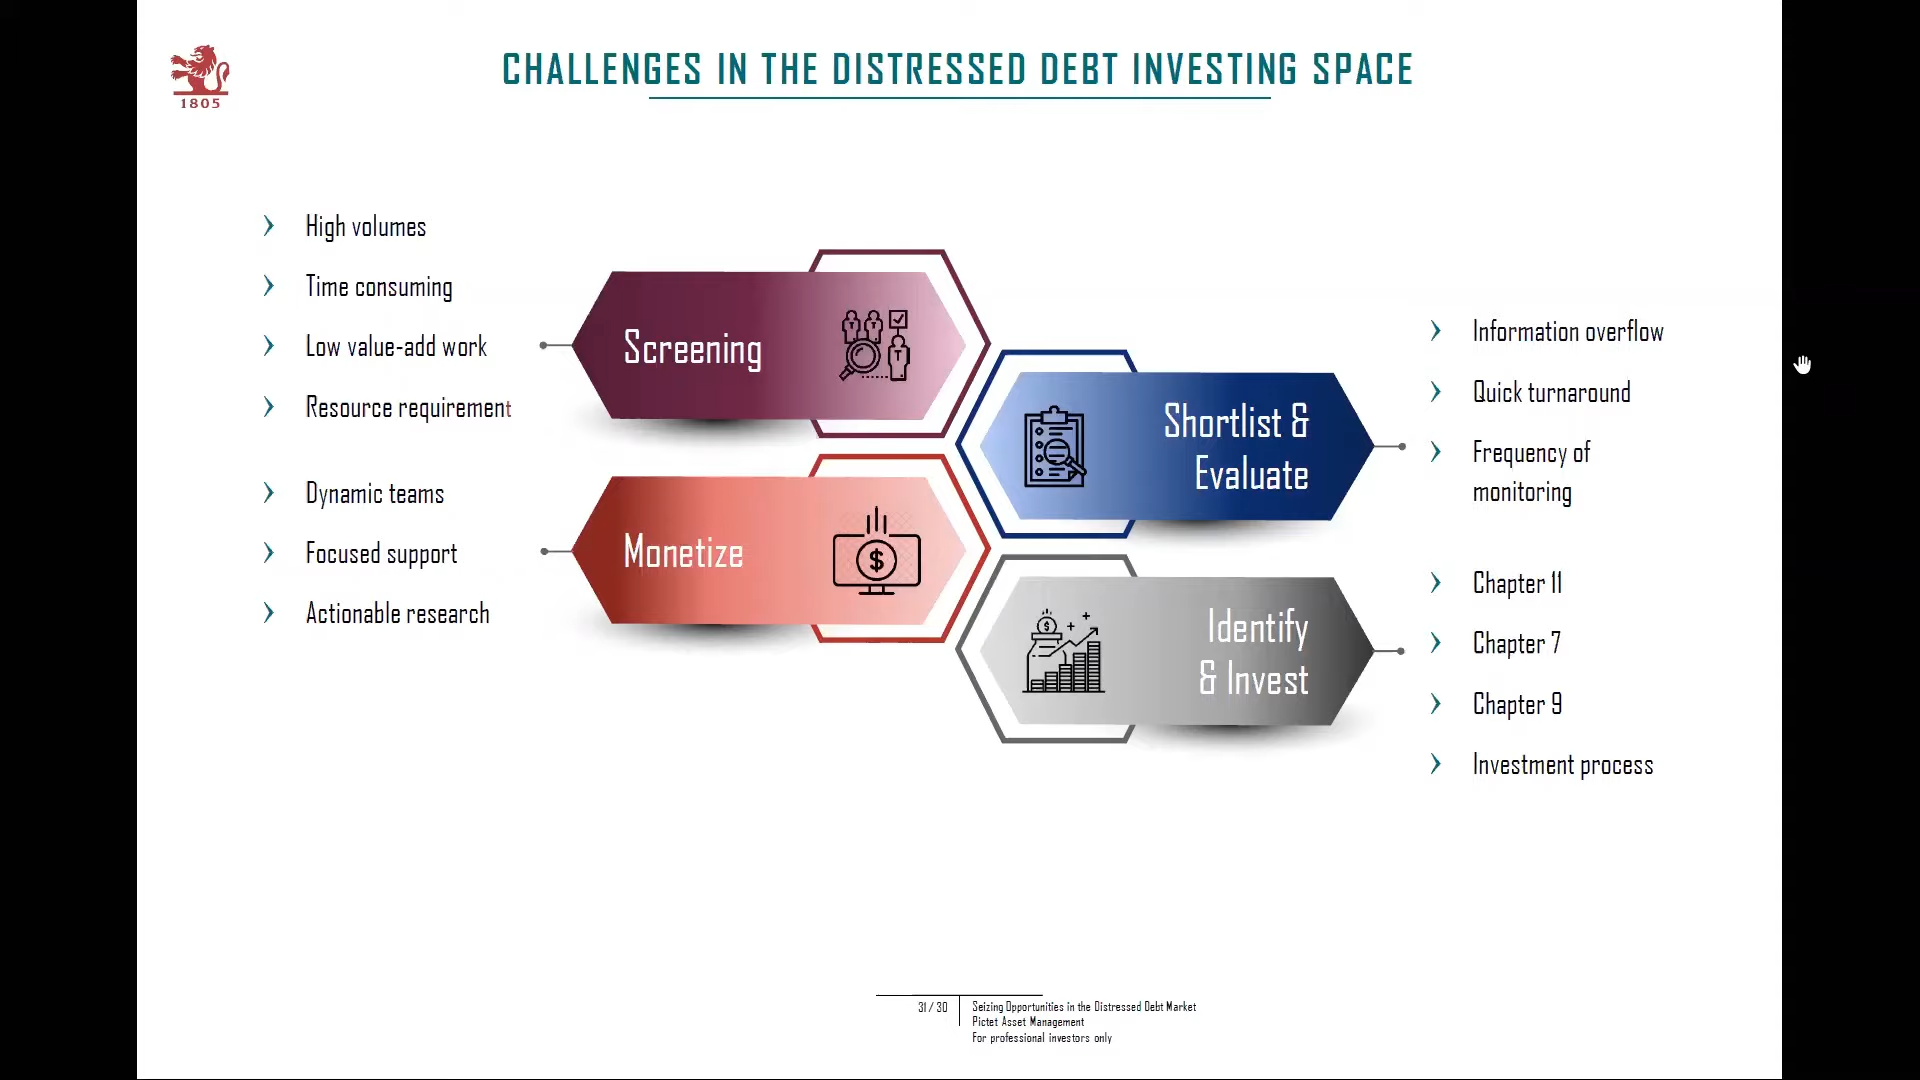 1805
CHALLENGES IN THE DISTRESSED DEBT INVESTING SPACE
High volumes
Time consuming
Low value-add work
Resource requirement
Screening
Shortlist &
Evaluate
Information overflow
Quick turnaround
Frequency of
monitoring
Dynamic teams
Focused support
Actionable research
Monetize
$
Identify
& Invest
$
Chapter 11
Chapter 7
Chapter 9
Investment process
31 / 30
Seizing Opportunities in the Distressed Debt Market
Pictet Asset Management
For professional investors only